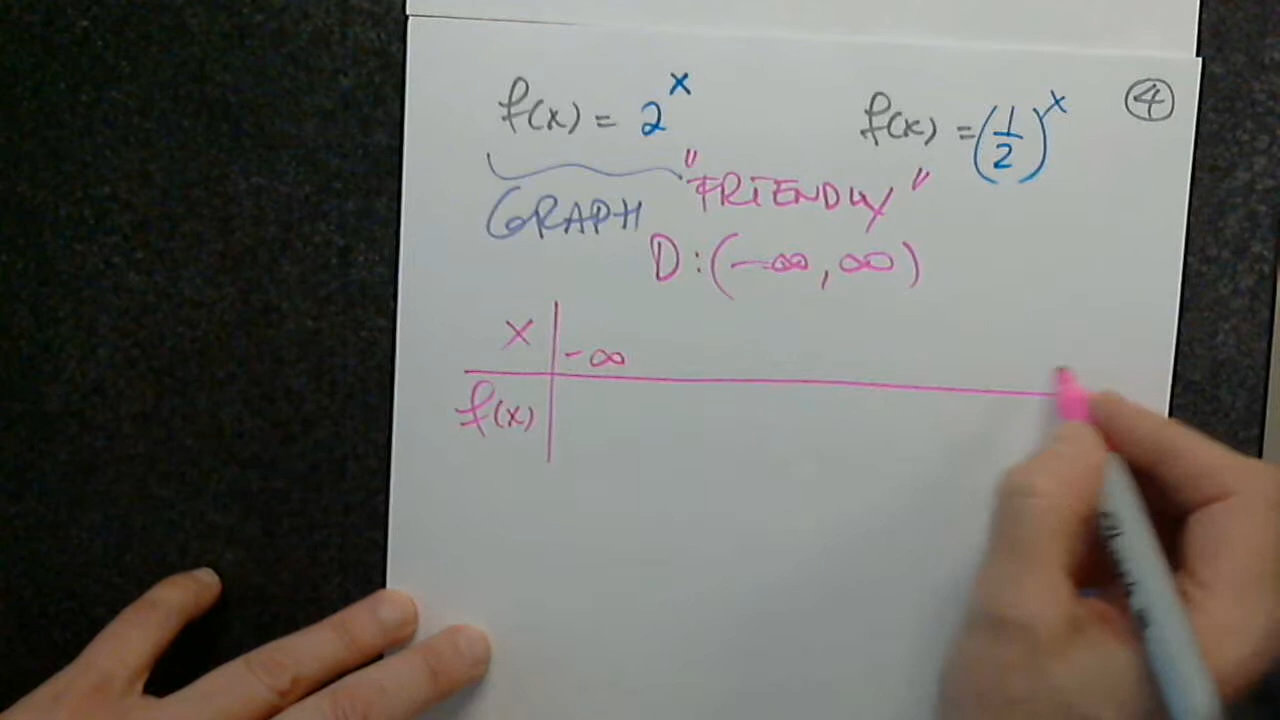 f(x) = 2^x f(x) = (1/2)^x ④
GRAPH "FRIENDLY"
D: (-∞, ∞)
x -∞
f(x)